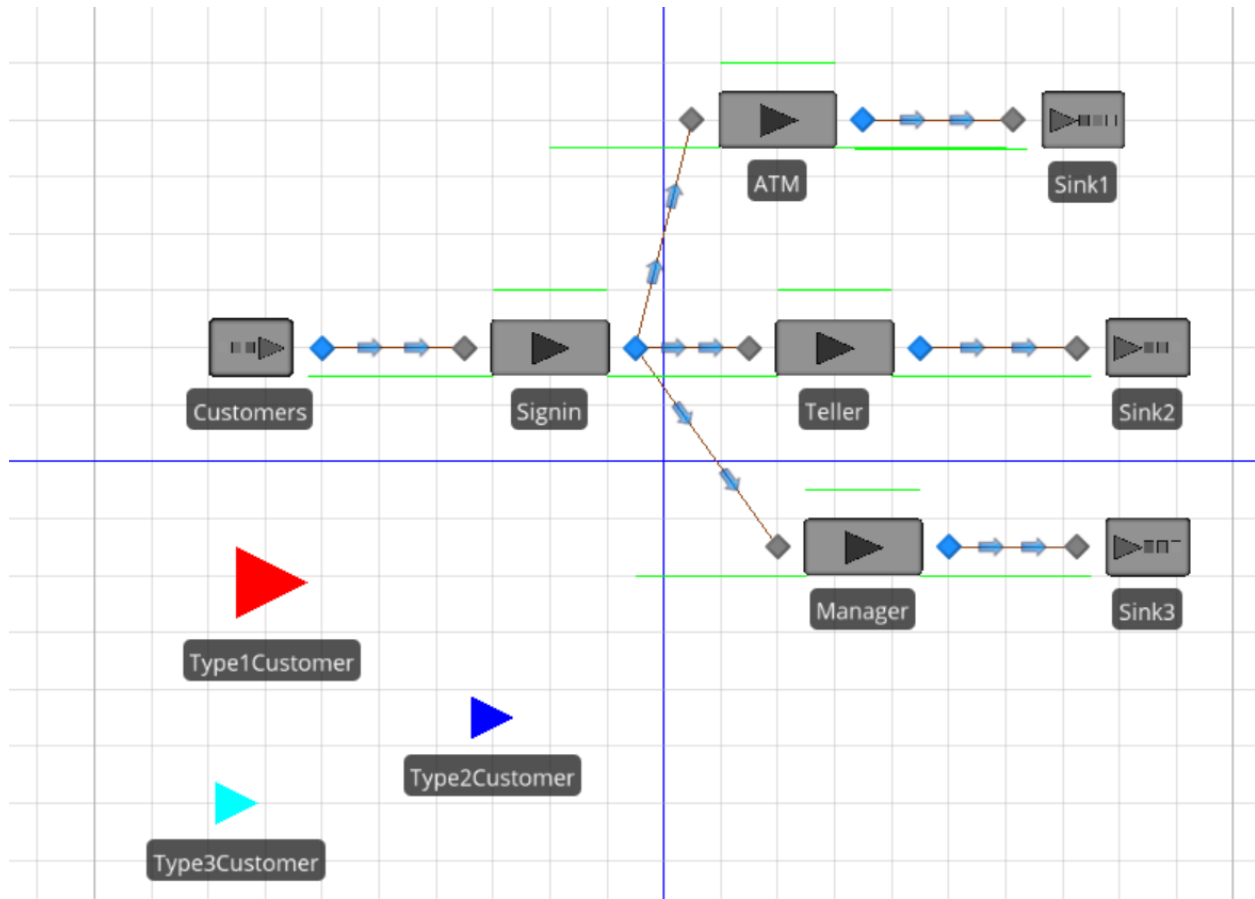 ATM
Sink1
Customers
Signin
Teller
Sink2
Manager
Sink3
Type1Customer
Type2Customer
Type3Customer